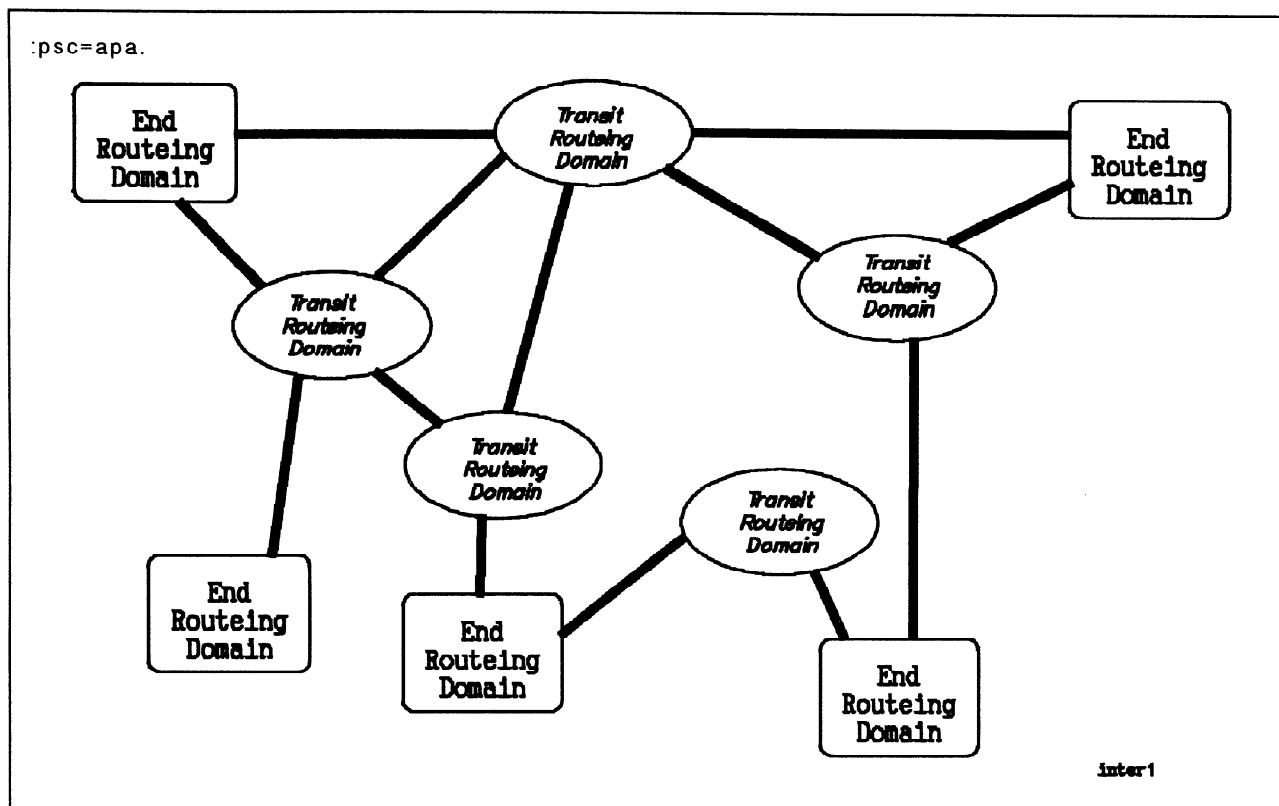 :psc=apa.
End
Routeing
Domain
Transit
Routeing
Domain
End
Routeing
Domain
Transit
Routeing
Domain
Transit
Routeing
Domain
Transit
Routeing
Domain
Transit
Routeing
Domain
End
Routeing
Domain
End
Routeing
Domain
End
Routeing
Domain
inter1